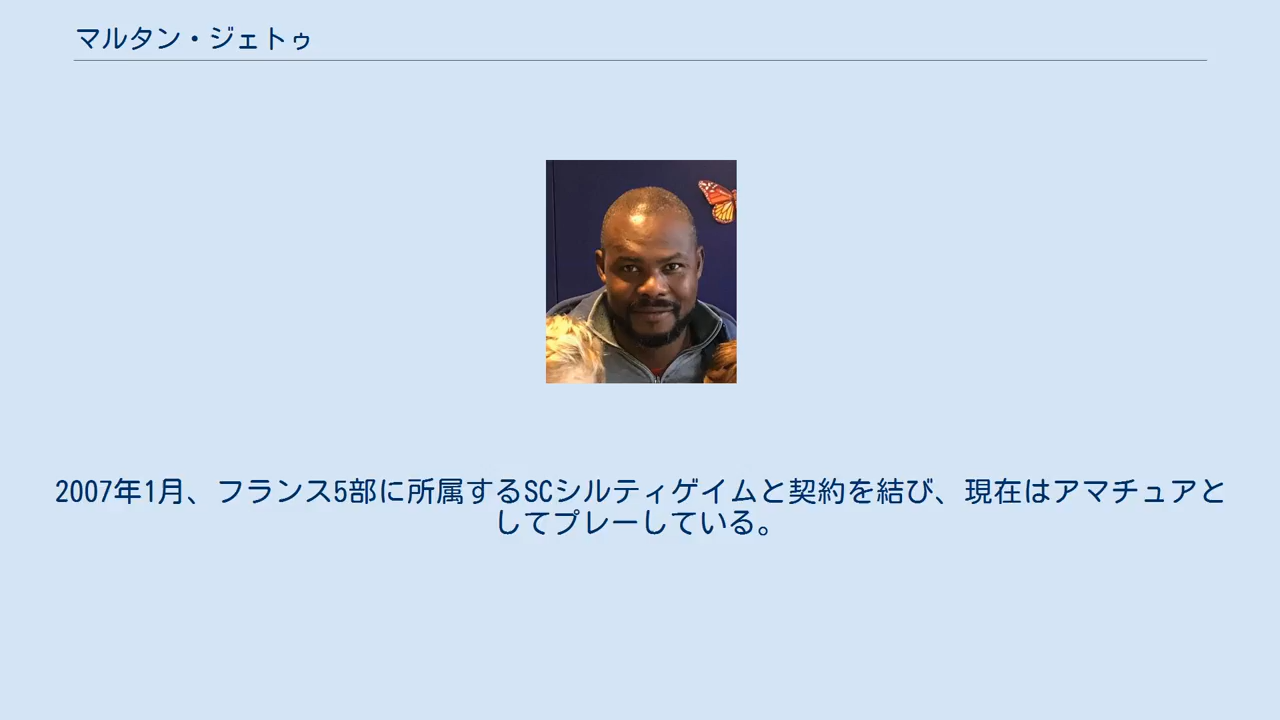 マルタン・ジェトゥ
2007年1月、フランス5部に所属するSCシルティゲイムと契約を結び、現在はアマチュアと
してプレーしている。